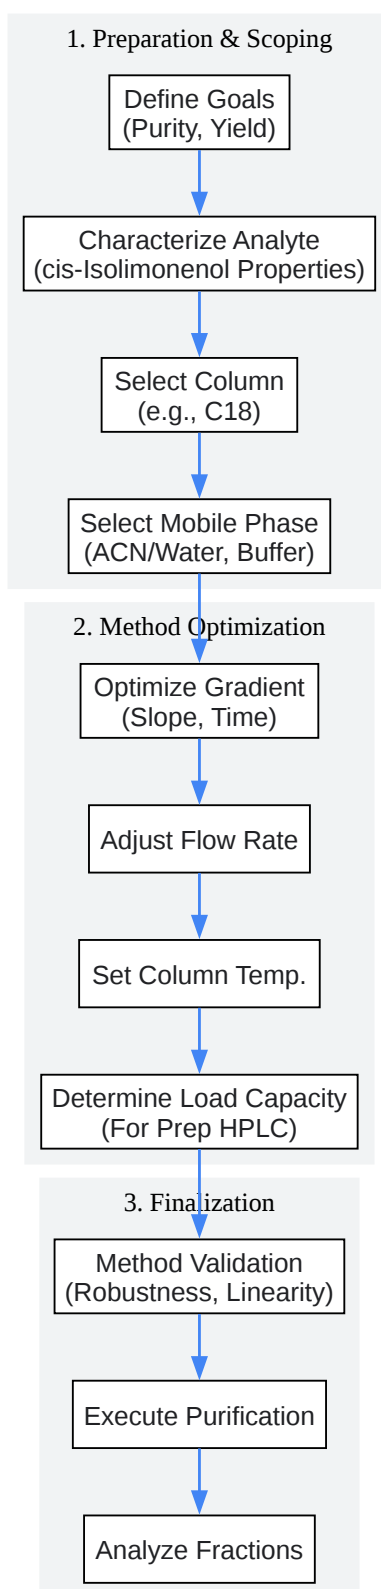 1. Preparation & Scoping
Define Goals
(Purity, Yield)
Characterize Analyte
(cis-Isolimonenol Properties)
Select Column
(e.g., C18)
Select Mobile Phase
(ACN/Water, Buffer)
2. Method Optimization
Optimize Gradient
(Slope, Time)
Adjust Flow Rate
Set Column Temp.
Determine Load Capacity
(For Prep HPLC)
3. Finalization
Method Validation
(Robustness, Linearity)
Execute Purification
Analyze Fractions